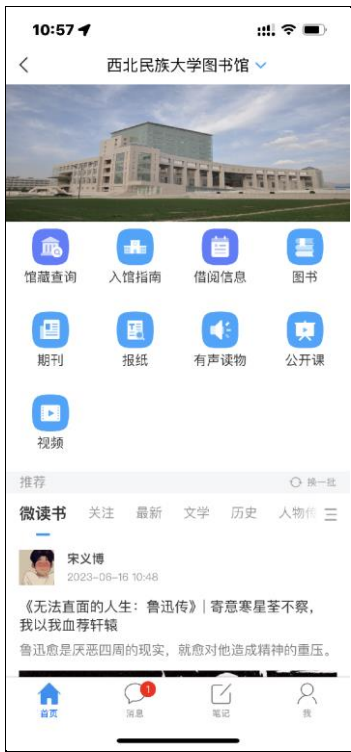 10:57
西北民族大学图书馆
馆藏查询 入馆指南 借阅信息 图书
期刊 报纸 有声读物 公开课
视频
推荐 换一批
微读书 关注 最新 文学 历史 人物传
宋义博
2023-06-16 10:48
《无法直面的人生：鲁迅传》| 寄意寒星荃不察，
我以我血荐轩辕
鲁迅愈是厌恶四周的现实，就愈对他造成精神的重压。
1
首页 消息 笔记 我